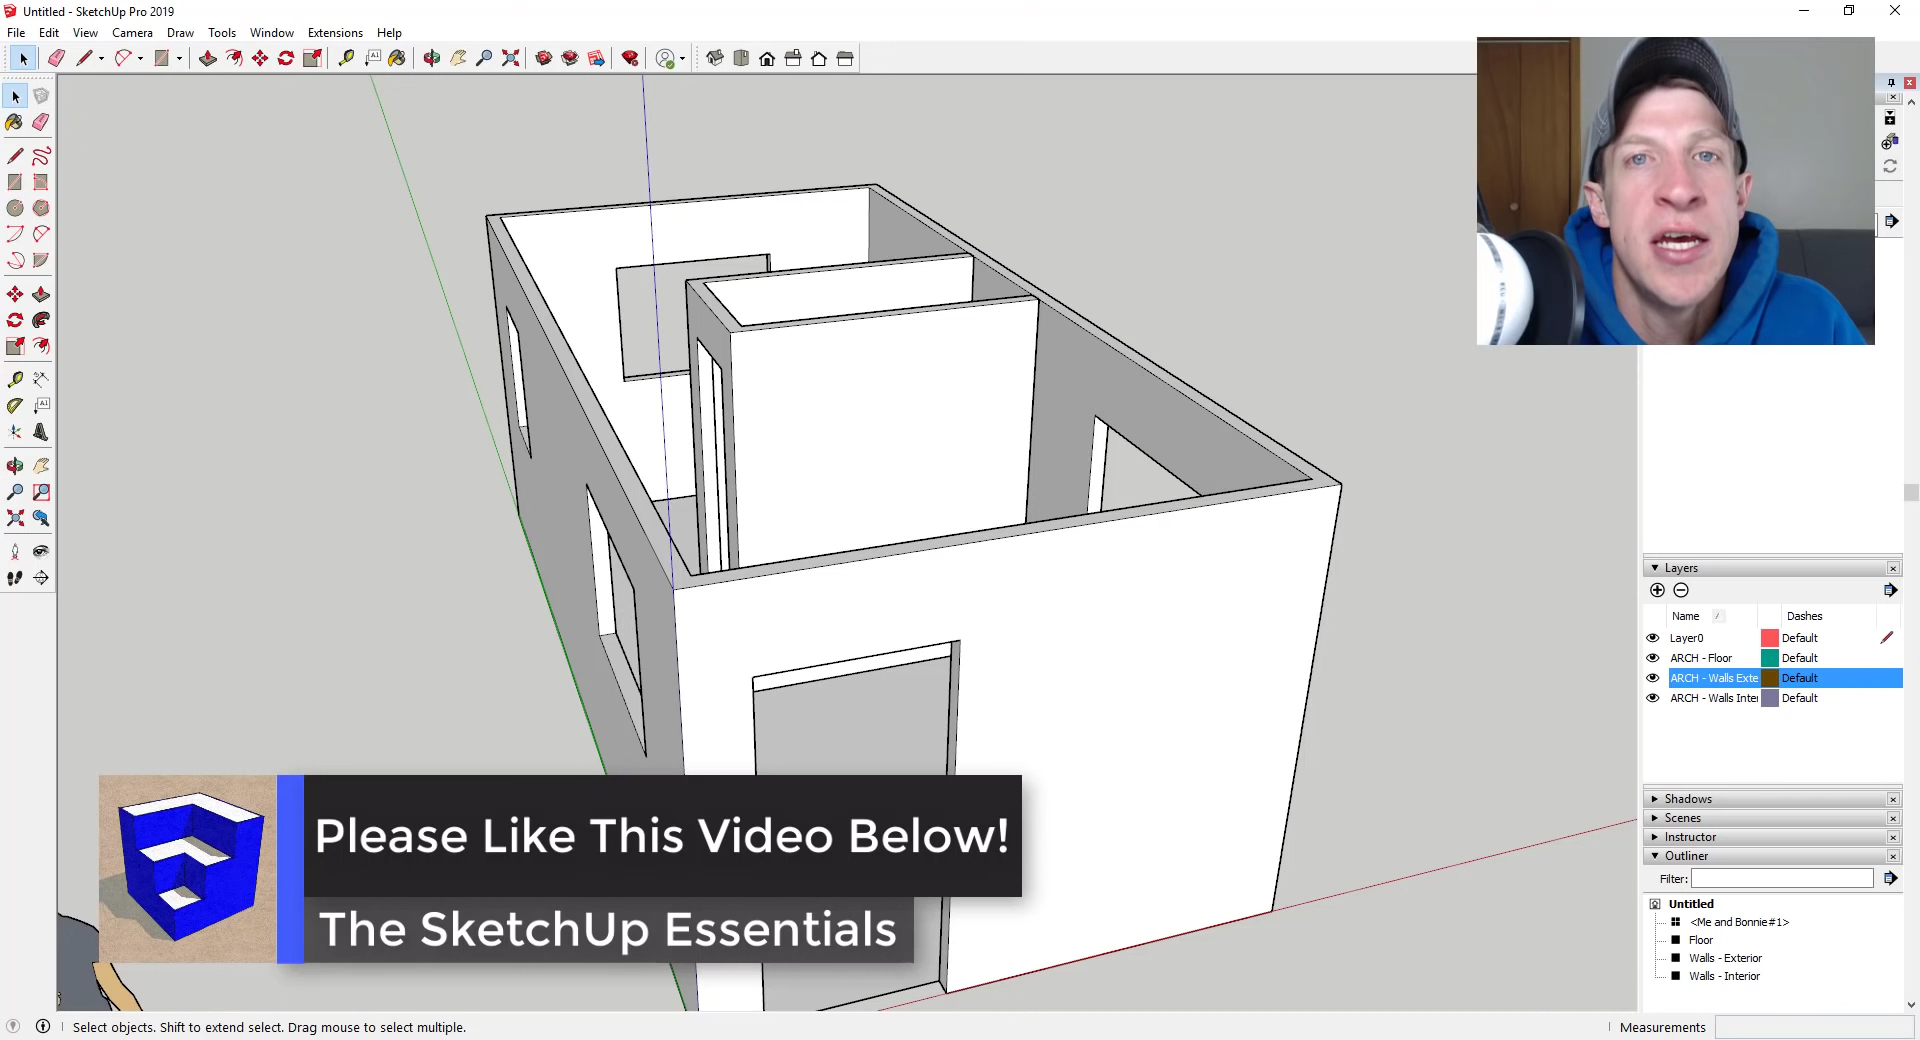 Untitled - SketchUp Pro 2019
File Edit View Camera Draw Tools Window Extensions Help
Layers
Name Dashes
Layer0 Default
ARCH - Floor Default
ARCH - Walls Exte Default
ARCH - Walls Inter Default
Shadows
Scenes
Instructor
Outliner
Filter:
Untitled
<Me and Bonnie#1>
Floor
Walls - Exterior
Walls - Interior
Please Like This Video Below!
The SketchUp Essentials
Select objects. Shift to extend select. Drag mouse to select multiple.
Measurements